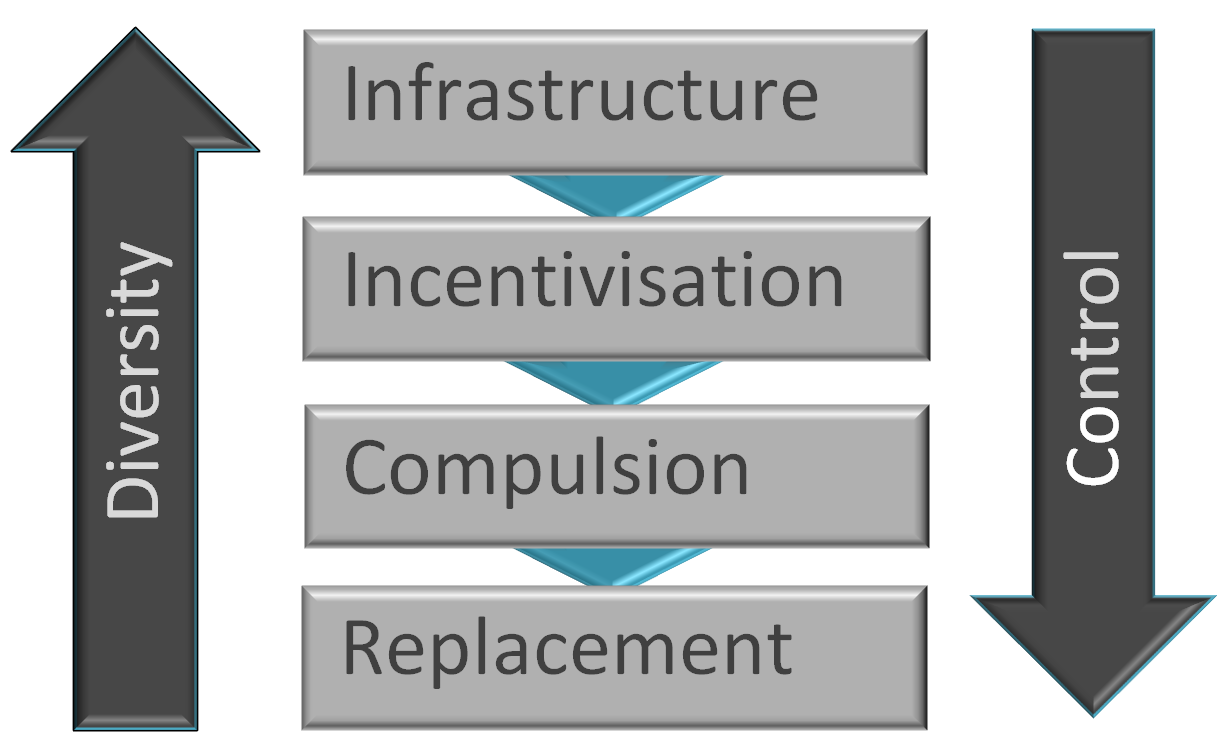 Diversity
Infrastructure
Incentivisation
Compulsion
Replacement
Control